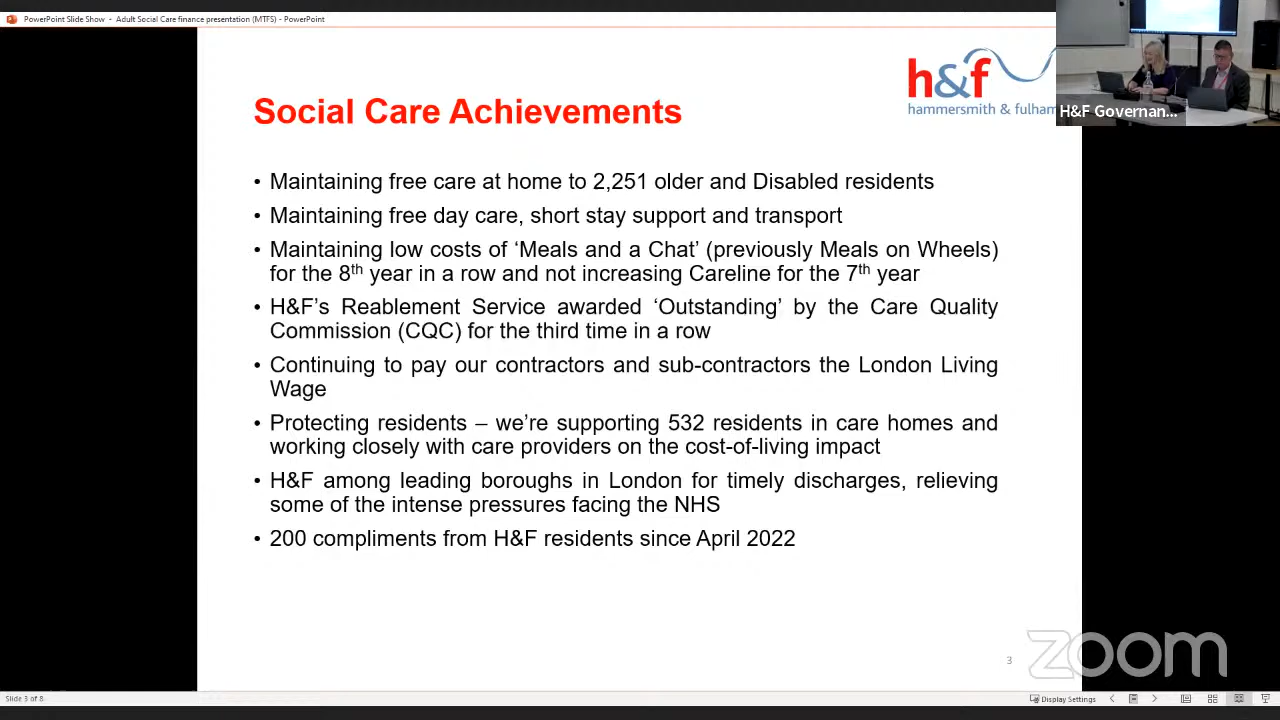 PowerPoint Slide Show - Adult Social Care finance presentation (MTFS) - PowerPoint
h&f
hammersmith & fulham
H&F Governan...
Social Care Achievements
• Maintaining free care at home to 2,251 older and Disabled residents
• Maintaining free day care, short stay support and transport
• Maintaining low costs of ‘Meals and a Chat’ (previously Meals on Wheels)
for the 8th year in a row and not increasing Careline for the 7th year
• H&F’s Reablement Service awarded ‘Outstanding’ by the Care Quality
Commission (CQC) for the third time in a row
• Continuing to pay our contractors and sub-contractors the London Living
Wage
• Protecting residents – we’re supporting 532 residents in care homes and
working closely with care providers on the cost-of-living impact
• H&F among leading boroughs in London for timely discharges, relieving
some of the intense pressures facing the NHS
• 200 compliments from H&F residents since April 2022
3
zoom
Slide 3 of 8
Display Settings